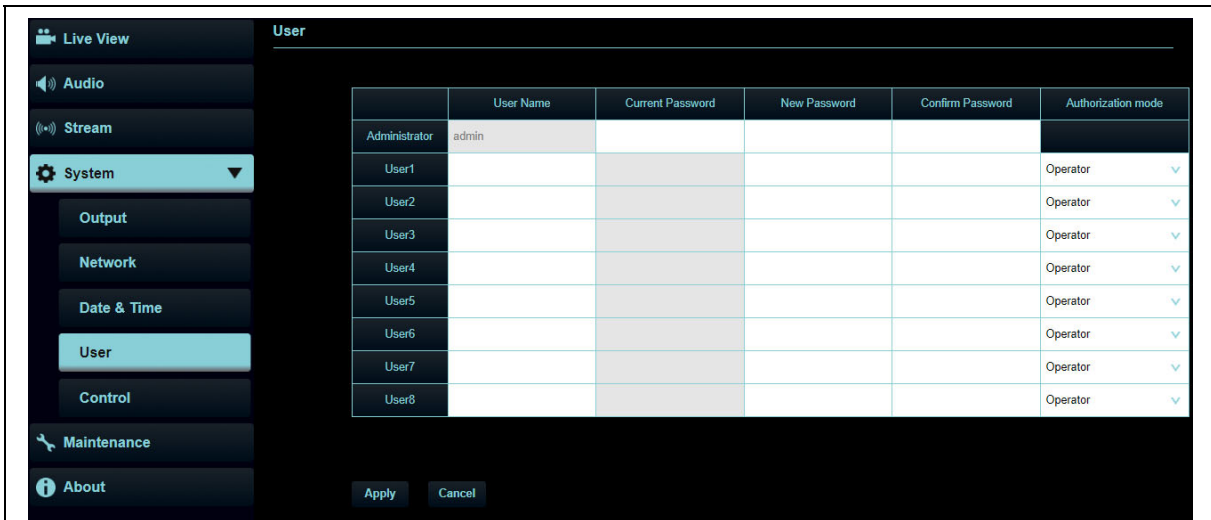 Live View
Audio
Stream
System
Output
Network
Date & Time
User
Control
Maintenance
About
User
User Name Current Password New Password Confirm Password Authorization mode
Administrator admin
User1 Operator
User2 Operator
User3 Operator
User4 Operator
User5 Operator
User6 Operator
User7 Operator
User8 Operator
Apply Cancel